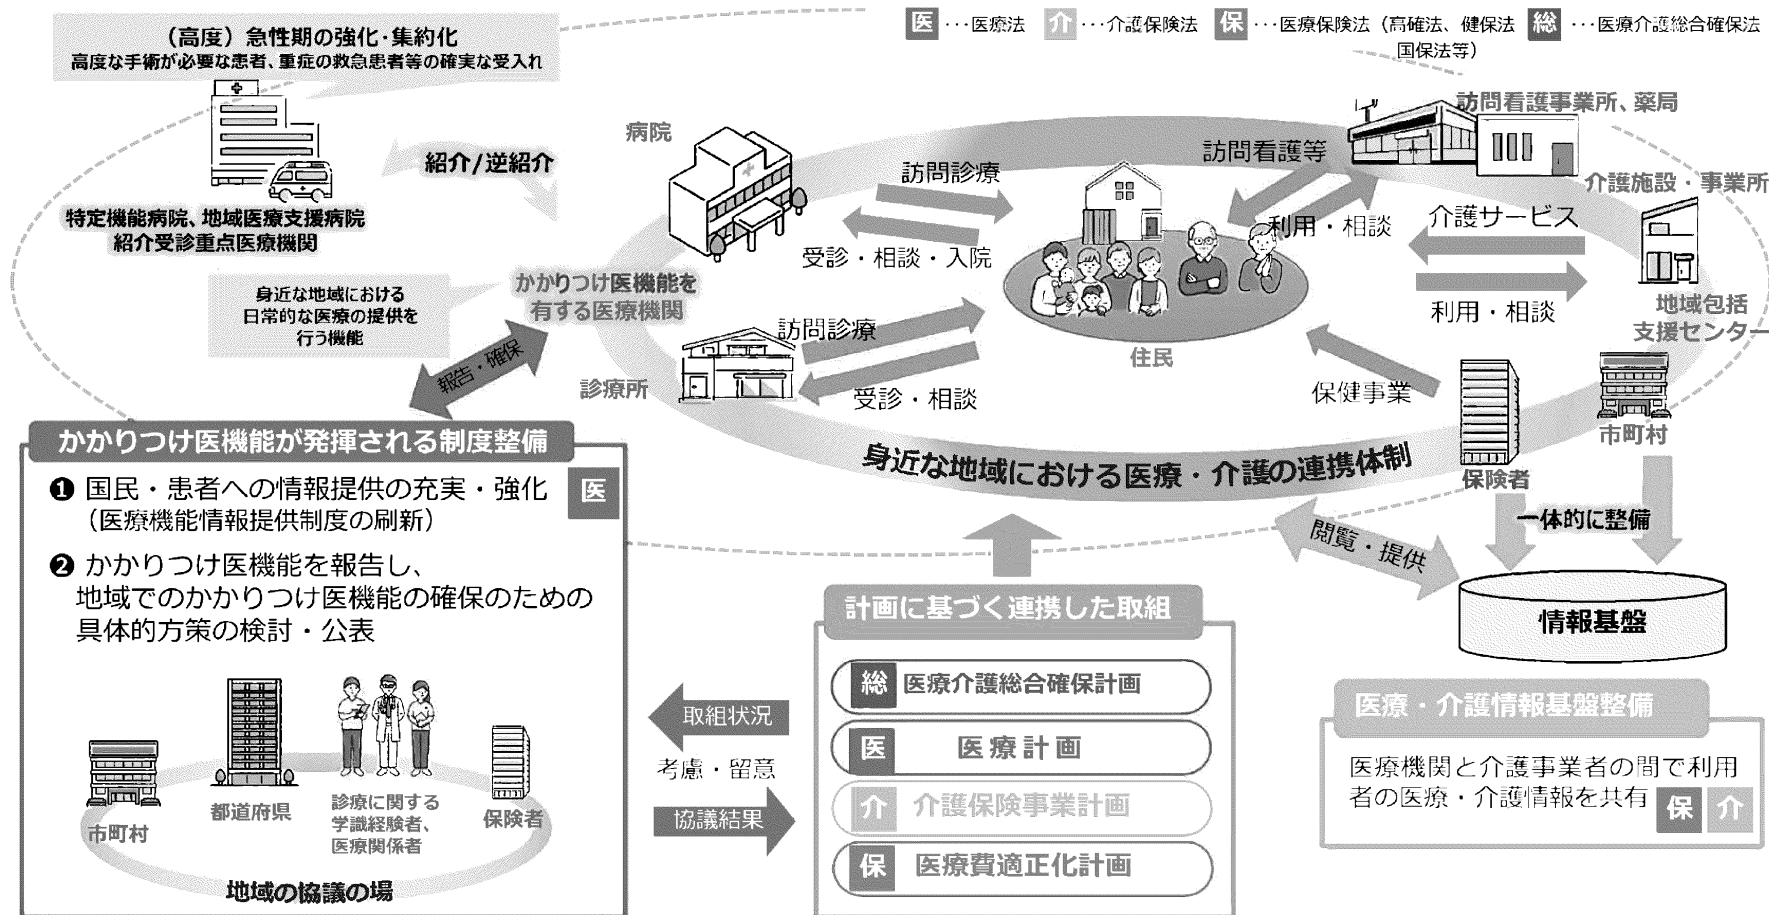 医・・・医療法 介・・・介護保険法 保・・・医療保険法（高確法、健保法 総・・・医療介護総合確保法
国保法等）
（高度）急性期の強化・集約化
高度な手術が必要な患者、重症の救急患者等の確実な受入れ
特定機能病院、地域医療支援病院
紹介受診重点医療機関
紹介/逆紹介
身近な地域における
日常的な医療の提供を
行う機能
かかりつけ医機能を
有する医療機関
報告・確保
病院
訪問診療
受診・相談・入院
診療所
訪問診療
受診・相談
住民
訪問看護等
利用・相談
訪問看護事業所、薬局
介護施設・事業所
介護サービス
利用・相談
地域包括
支援センター
保健事業
保険者
市町村
身近な地域における医療・介護の連携体制
一体的に整備
閲覧・提供
情報基盤
かかりつけ医機能が発揮される制度整備
❶ 国民・患者への情報提供の充実・強化
（医療機能情報提供制度の刷新）
医
❷ かかりつけ医機能を報告し、
地域でのかかりつけ医機能の確保のための
具体的方策の検討・公表
市町村
都道府県
診療に関する
学識経験者、
医療関係者
保険者
地域の協議の場
取組状況
考慮・留意
協議結果
計画に基づく連携した取組
総 医療介護総合確保計画
医 医療計画
介 介護保険事業計画
保 医療費適正化計画
医療・介護情報基盤整備
医療機関と介護事業者の間で利用
者の医療・介護情報を共有 保 介